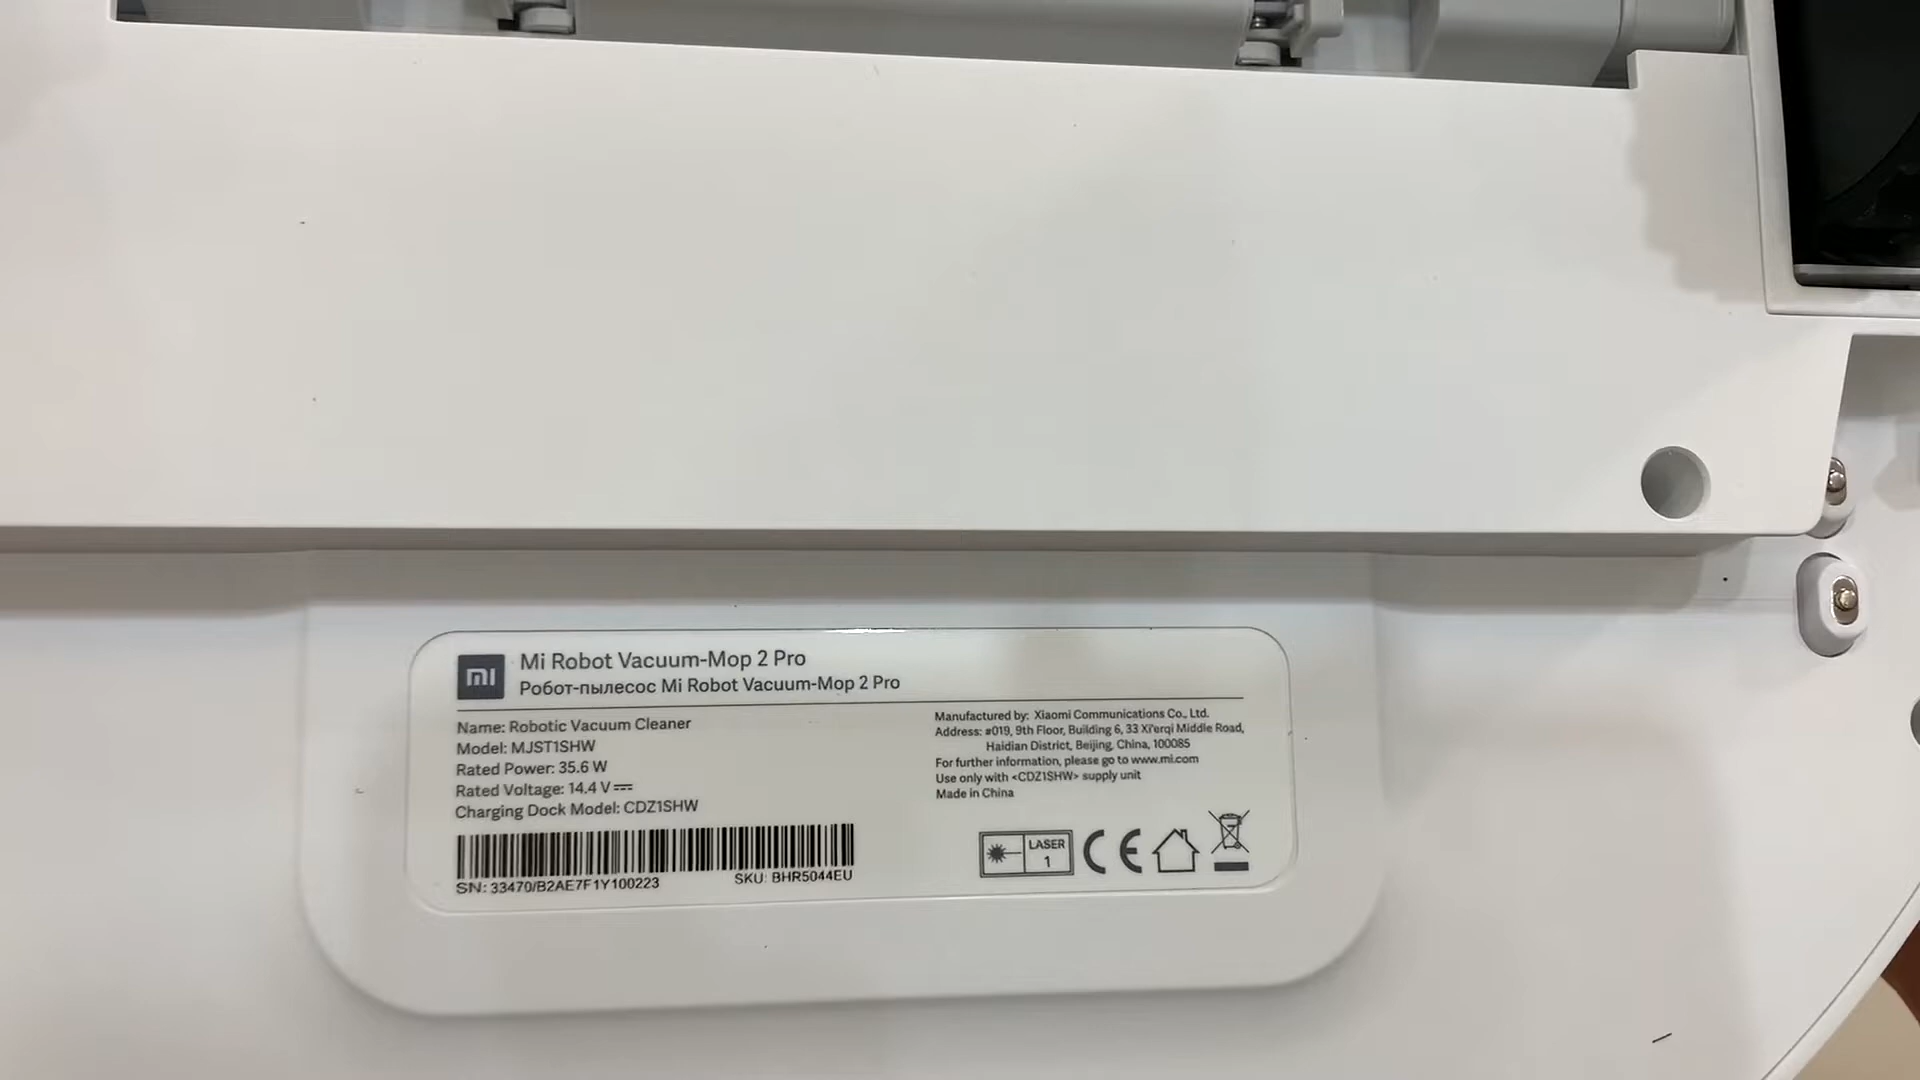 mi
Mi Robot Vacuum-Mop 2 Pro
Робот-пылесос Mi Robot Vacuum-Mop 2 Pro
Name: Robotic Vacuum Cleaner
Model: MJST1SHW
Rated Power: 35.6 W
Rated Voltage: 14.4 V
Charging Dock Model: CDZ1SHW
SN: 33470/B2AE7F1Y100223
SKU: BHR5044EU
Manufactured by: Xiaomi Communications Co., Ltd.
Address: #019, 9th Floor, Building 6, 33 Xi'erqi Middle Road,
Haidian District, Beijing, China, 100085
For further information, please go to www.mi.com
Use only with <CDZ1SHW> supply unit
Made in China
LASER
1
CE